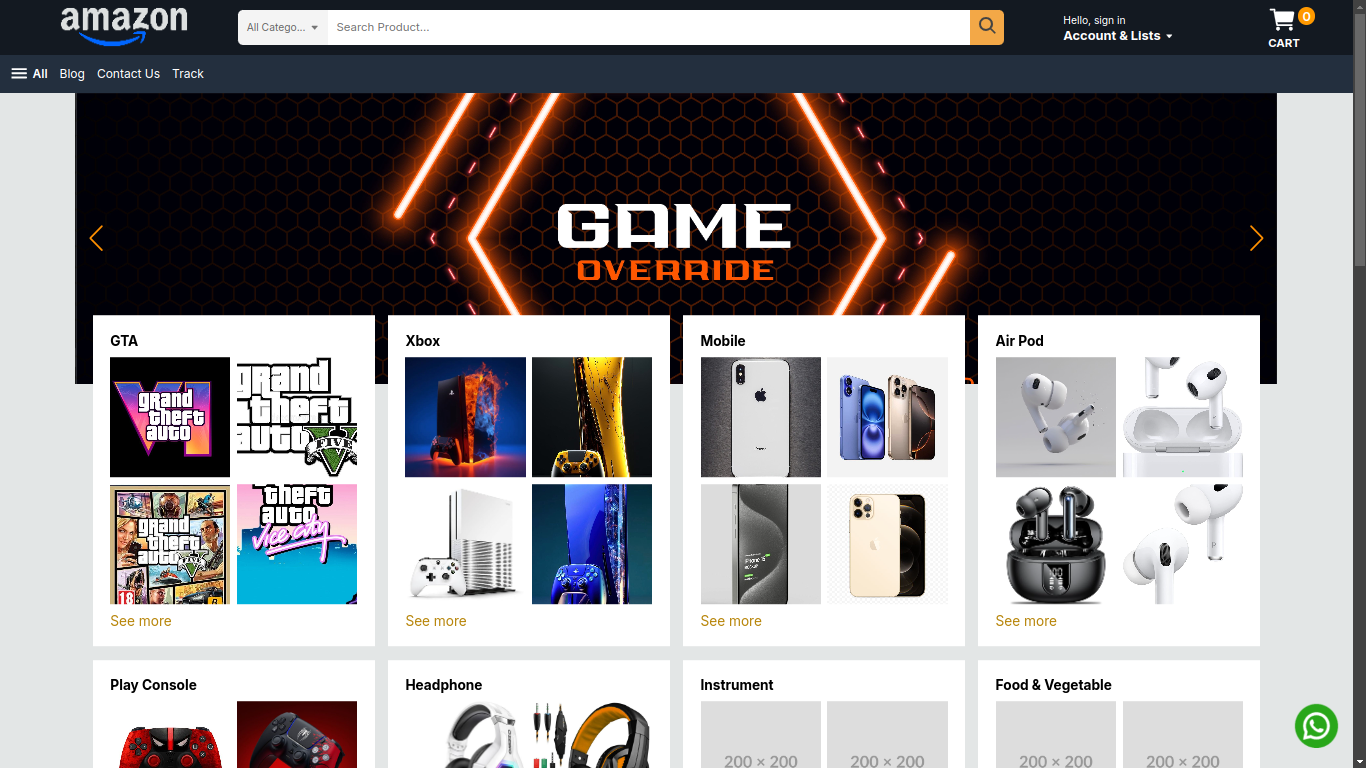 amazon
All Catego...
Search Product...
Hello, sign in
Account & Lists
0
CART
All
Blog
Contact Us
Track
GAME
OVERRIDE
GTA
Xbox
Mobile
Air Pod
VI
grand
theft
auto
grand
theft
auto
FIVE
grand
theft
auto
V
18
theft
auto
vice city
iPhone 15
See more
See more
See more
See more
Play Console
Headphone
Instrument
Food & Vegetable
200 × 200
200 × 200
200 × 200
200 × 200